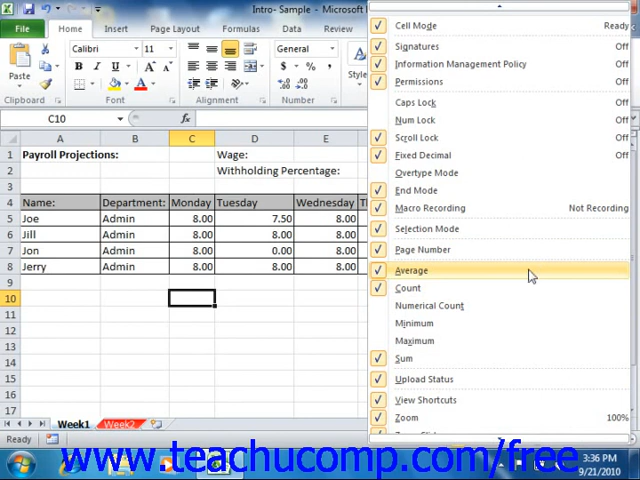 Intro- Sample - Microsoft
File Home Insert Page Layout Formulas Data Review
Calibri 11 General
Paste
Clipboard Font Alignment Number
C10 fx
A B C D E
1 Payroll Projections: Wage:
2 Withholding Percentage:
3
4 Name: Department: Monday Tuesday Wednesday
5 Joe Admin 8.00 7.50 8.00
6 Jill Admin 8.00 8.00 8.00
7 Jon Admin 8.00 0.00 8.00
8 Jerry Admin 8.00 8.00 8.00
9
10
11
12
13
14
15
16
17
Week1 Week2
Ready
Cell Mode Ready
Signatures Off
Information Management Policy Off
Permissions Off
Caps Lock Off
Num Lock Off
Scroll Lock Off
Fixed Decimal Off
Overtype Mode
End Mode
Macro Recording Not Recording
Selection Mode
Page Number
Average
Count
Numerical Count
Minimum
Maximum
Sum
Upload Status
View Shortcuts
Zoom 100%
www.teachucomp.com/free
3:36 PM
9/21/2010